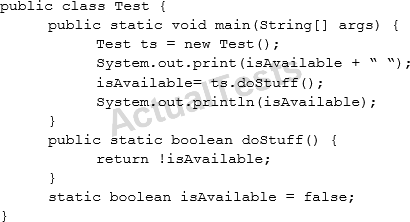 public class Test {
public static void main(String[] args) {
Test ts = new Test();
System.out.print(isAvailable + “ “);
isAvailable= ts.doStuff();
System.out.println(isAvailable);
}
public static boolean doStuff() {
return !isAvailable;
}
static boolean isAvailable = false;
}
ActualTests